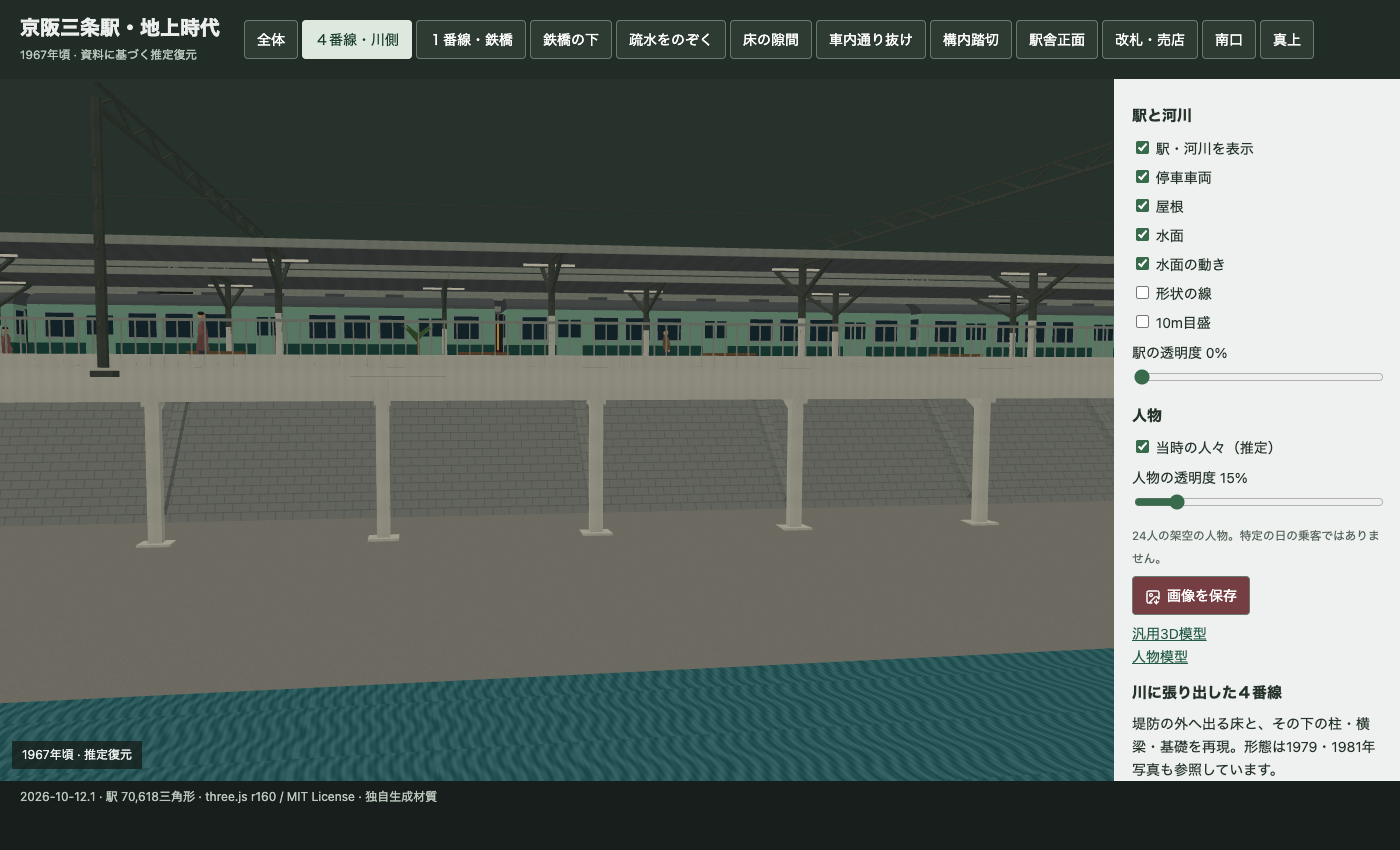 京阪三条駅・地上時代
1967年頃 · 資料に基づく推定復元
全体
４番線・川側
１番線・鉄橋
鉄橋の下
疏水をのぞく
床の隙間
車内通り抜け
構内踏切
駅舎正面
改札・売店
南口
真上
駅と河川
駅・河川を表示
停車車両
屋根
水面
水面の動き
形状の線
10m目盛
駅の透明度 0%
人物
当時の人々（推定）
人物の透明度 15%
24人の架空の人物。特定の日の乗客ではありま
せん。
画像を保存
汎用3D模型
人物模型
川に張り出した４番線
堤防の外へ出る床と、その下の柱・横
梁・基礎を再現。形態は1979・1981年
写真も参照しています。
1967年頃 · 推定復元
2026-10-12.1 · 駅 70,618三角形 · three.js r160 / MIT License · 独自生成材質